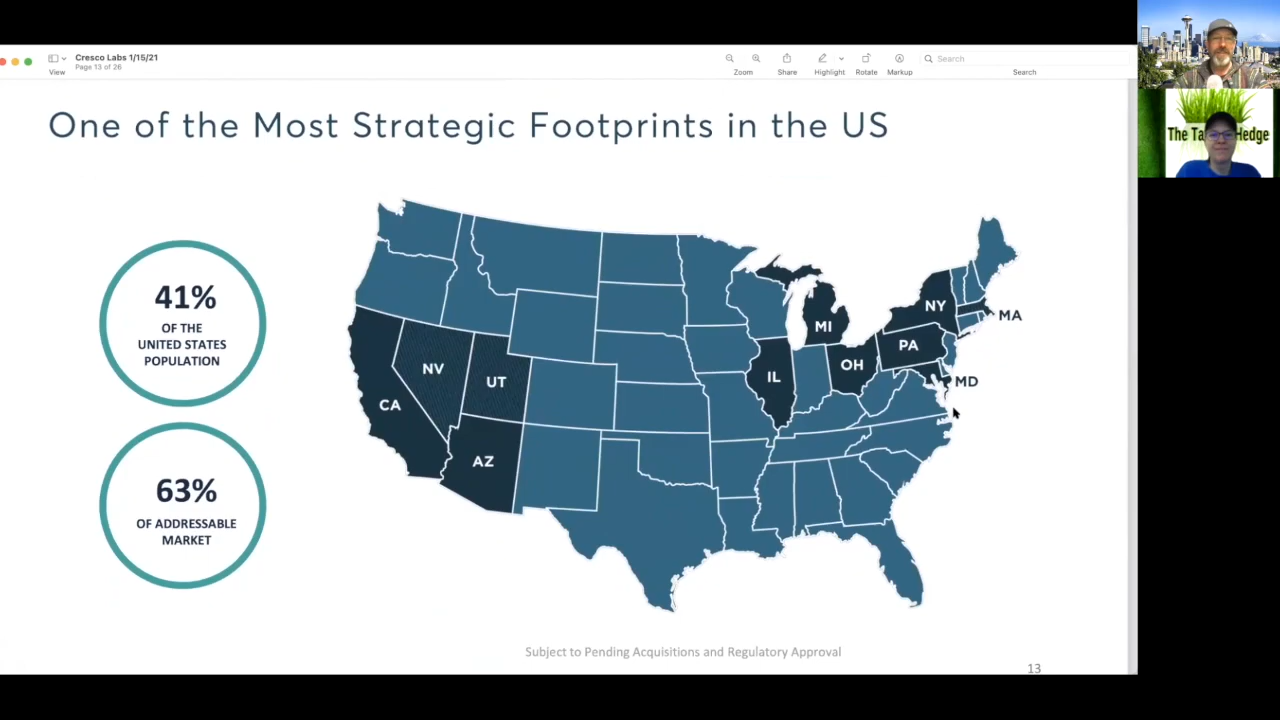 Cresco Labs 1/15/21
Page 13 of 26
View
Zoom
Share
Highlight
Rotate
Markup
Search
Search
One of the Most Strategic Footprints in the US
41%
OF THE
UNITED STATES
POPULATION
63%
OF ADDRESSABLE
MARKET
CA
NV
UT
AZ
IL
MI
OH
NY
PA
MA
MD
Subject to Pending Acquisitions and Regulatory Approval
13
The
edge